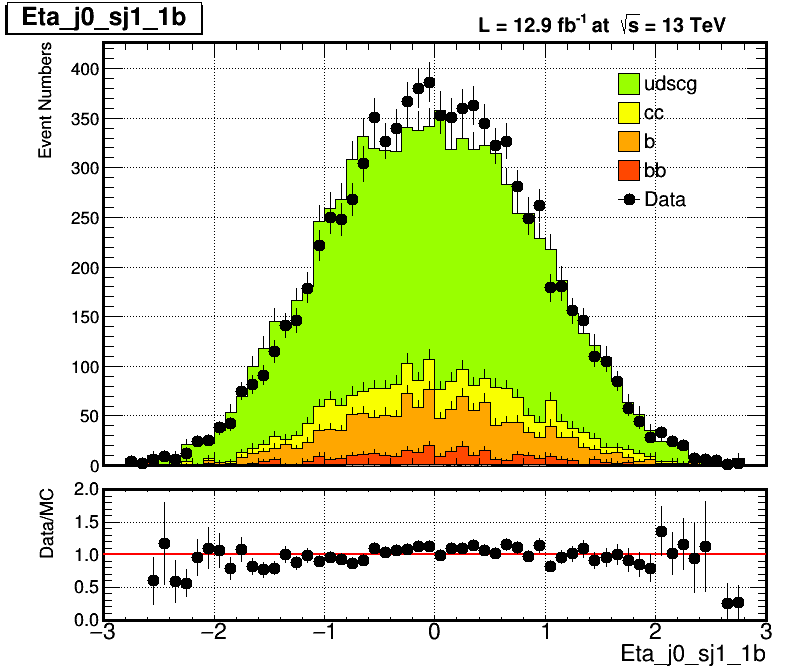 Eta_j0_sj1_1b
L = 12.9 fb-1 at √s = 13 TeV
Event Numbers
400
350
300
250
200
150
100
50
0
udscg
cc
b
bb
Data
Data/MC
2.0
1.5
1.0
0.5
0.0
−3 −2 −1 0 1 2 3
Eta_j0_sj1_1b